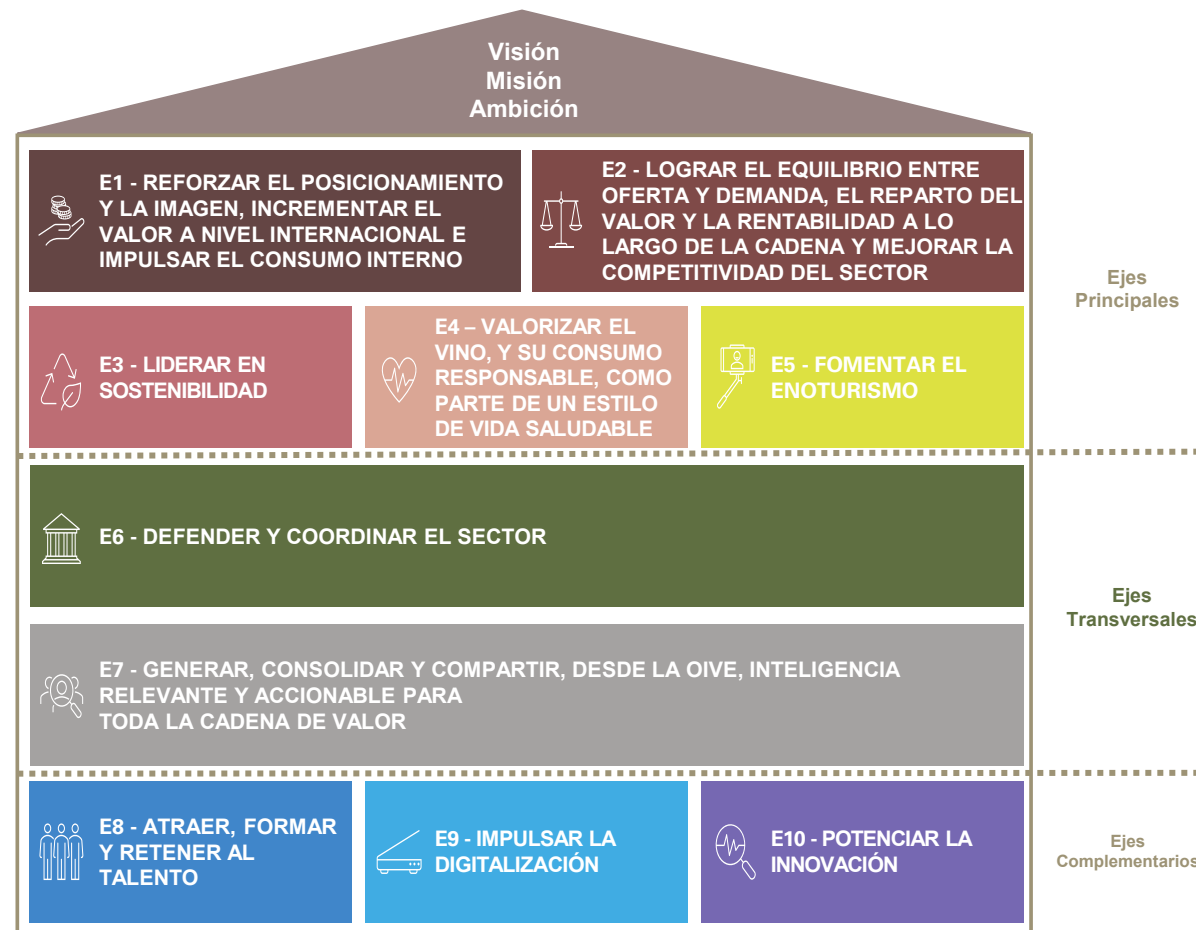 Visión
Misión
Ambición
E1 - REFORZAR EL POSICIONAMIENTO
Y LA IMAGEN, INCREMENTAR EL
VALOR A NIVEL INTERNACIONAL E
IMPULSAR EL CONSUMO INTERNO
E2 - LOGRAR EL EQUILIBRIO ENTRE
OFERTA Y DEMANDA, EL REPARTO DEL
VALOR Y LA RENTABILIDAD A LO
LARGO DE LA CADENA Y MEJORAR LA
COMPETITIVIDAD DEL SECTOR
Ejes
Principales
E3 - LIDERAR EN
SOSTENIBILIDAD
E4 – VALORIZAR EL
VINO, Y SU CONSUMO
RESPONSABLE, COMO
PARTE DE UN ESTILO
DE VIDA SALUDABLE
E5 - FOMENTAR EL
ENOTURISMO
E6 - DEFENDER Y COORDINAR EL SECTOR
Ejes
Transversales
E7 - GENERAR, CONSOLIDAR Y COMPARTIR, DESDE LA OIVE, INTELIGENCIA
RELEVANTE Y ACCIONABLE PARA
TODA LA CADENA DE VALOR
E8 - ATRAER, FORMAR
Y RETENER AL
TALENTO
E9 - IMPULSAR LA
DIGITALIZACIÓN
E10 - POTENCIAR LA
INNOVACIÓN
Ejes
Complementarios